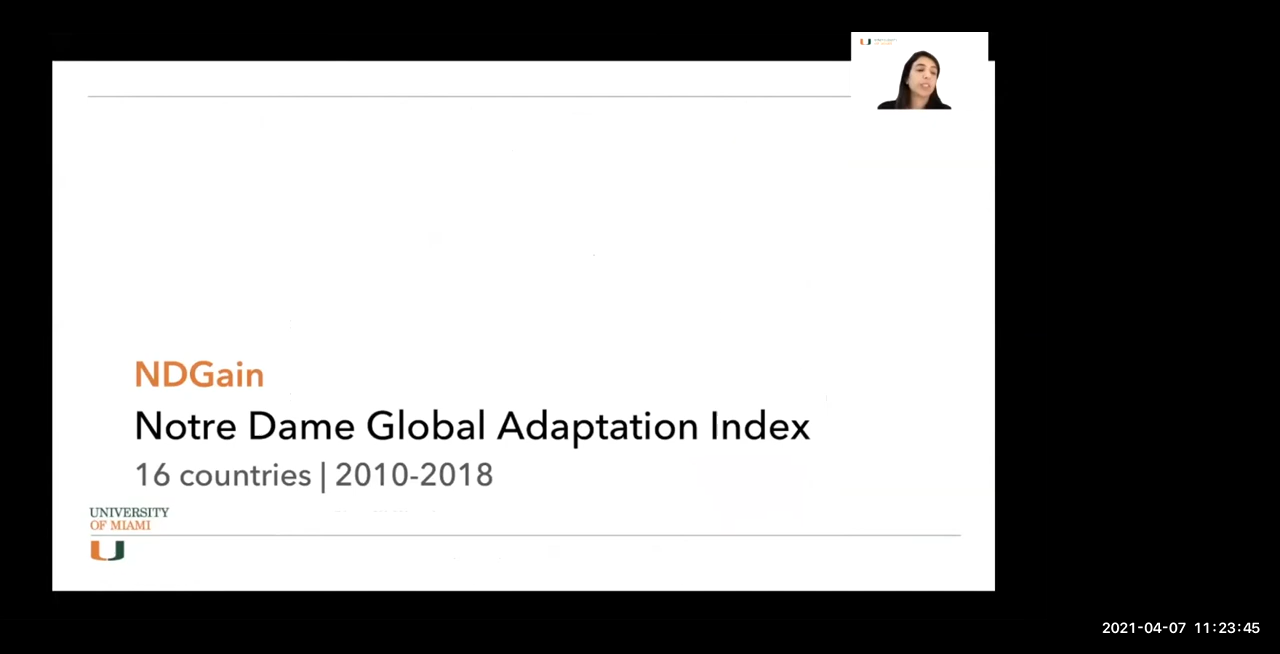 NDGain
Notre Dame Global Adaptation Index
16 countries | 2010-2018
UNIVERSITY
OF MIAMI
2021-04-07 11:23:45